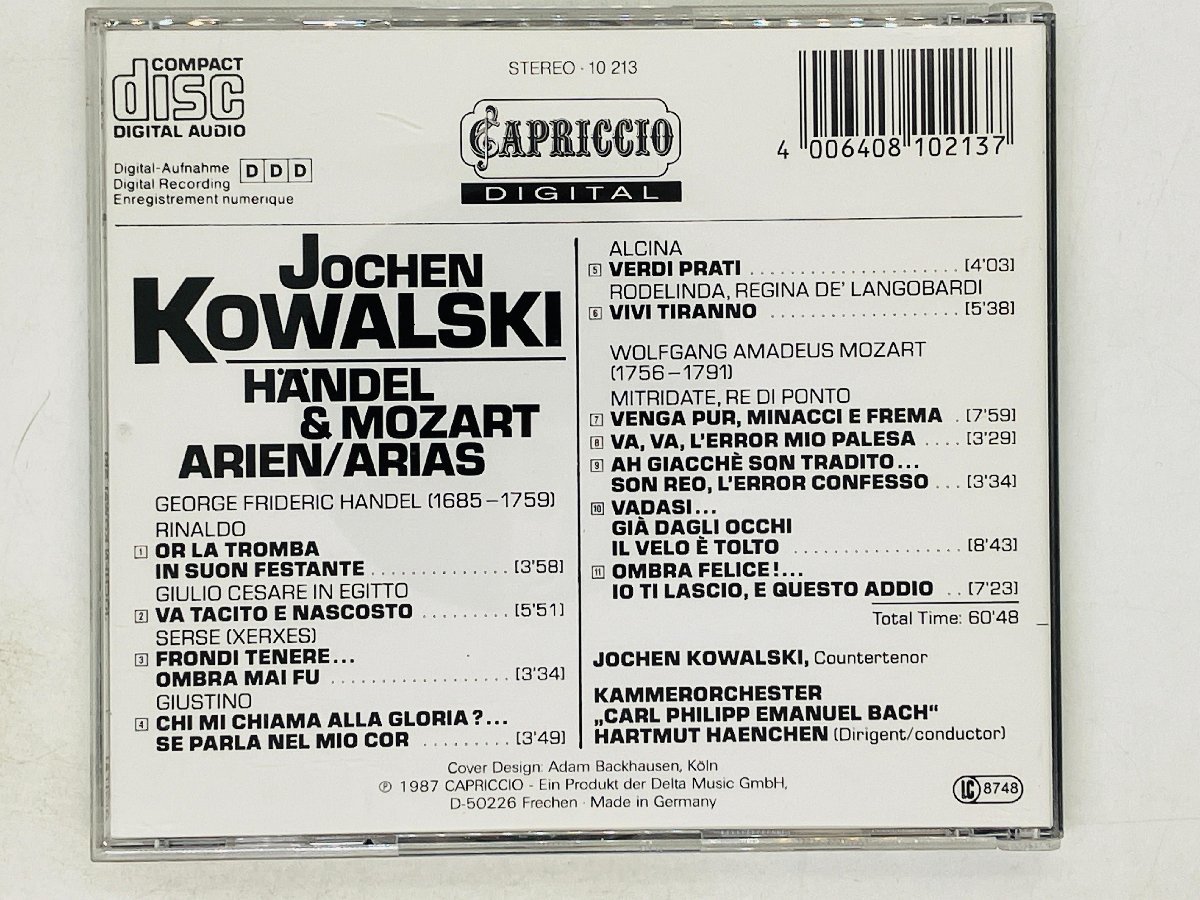 COMPACT
disc
DIGITAL AUDIO
Digital-Aufnahme
Digital Recording
Enregistrement numerique
D D D
STEREO · 10 213
CAPRICCIO
DIGITAL
4 006408 102137
JOCHEN
KOWALSKI
HÄNDEL
& MOZART
ARIEN/ARIAS
GEORGE FRIDERIC HANDEL (1685–1759)
RINALDO
1 OR LA TROMBA
IN SUON FESTANTE .............. [3'58]
GIULIO CESARE IN EGITTO
2 VA TACITO E NASCOSTO ......... [5'51]
SERSE (XERXES)
3 FRONDI TENERE...
OMBRA MAI FU .................. [3'34]
GIUSTINO
4 CHI MI CHIAMA ALLA GLORIA?...
SE PARLA NEL MIO COR ......... [3'49]
ALCINA
5 VERDI PRATI ..................... [4'03]
RODELINDA, REGINA DE' LANGOBARDI
6 VIVI TIRANNO ................... [5'38]
WOLFGANG AMADEUS MOZART
(1756–1791)
MITRIDATE, RE DI PONTO
7 VENGA PUR, MINACCI E FREMA . [7'59]
8 VA, VA, L'ERROR MIO PALESA .... [3'29]
9 AH GIACCHÈ SON TRADITO...
SON REO, L'ERROR CONFESSO ... [3'34]
10 VADASI...
GIÀ DAGLI OCCHI
IL VELO È TOLTO ................. [8'43]
11 OMBRA FELICE!...
IO TI LASCIO, E QUESTO ADDIO .. [7'23]
Total Time: 60'48
JOCHEN KOWALSKI, Countertenor
KAMMERORCHESTER
„CARL PHILIPP EMANUEL BACH“
HARTMUT HAENCHEN (Dirigent/conductor)
Cover Design: Adam Backhausen, Köln
℗ 1987 CAPRICCIO - Ein Produkt der Delta Music GmbH,
D-50226 Frechen · Made in Germany
LC 8748